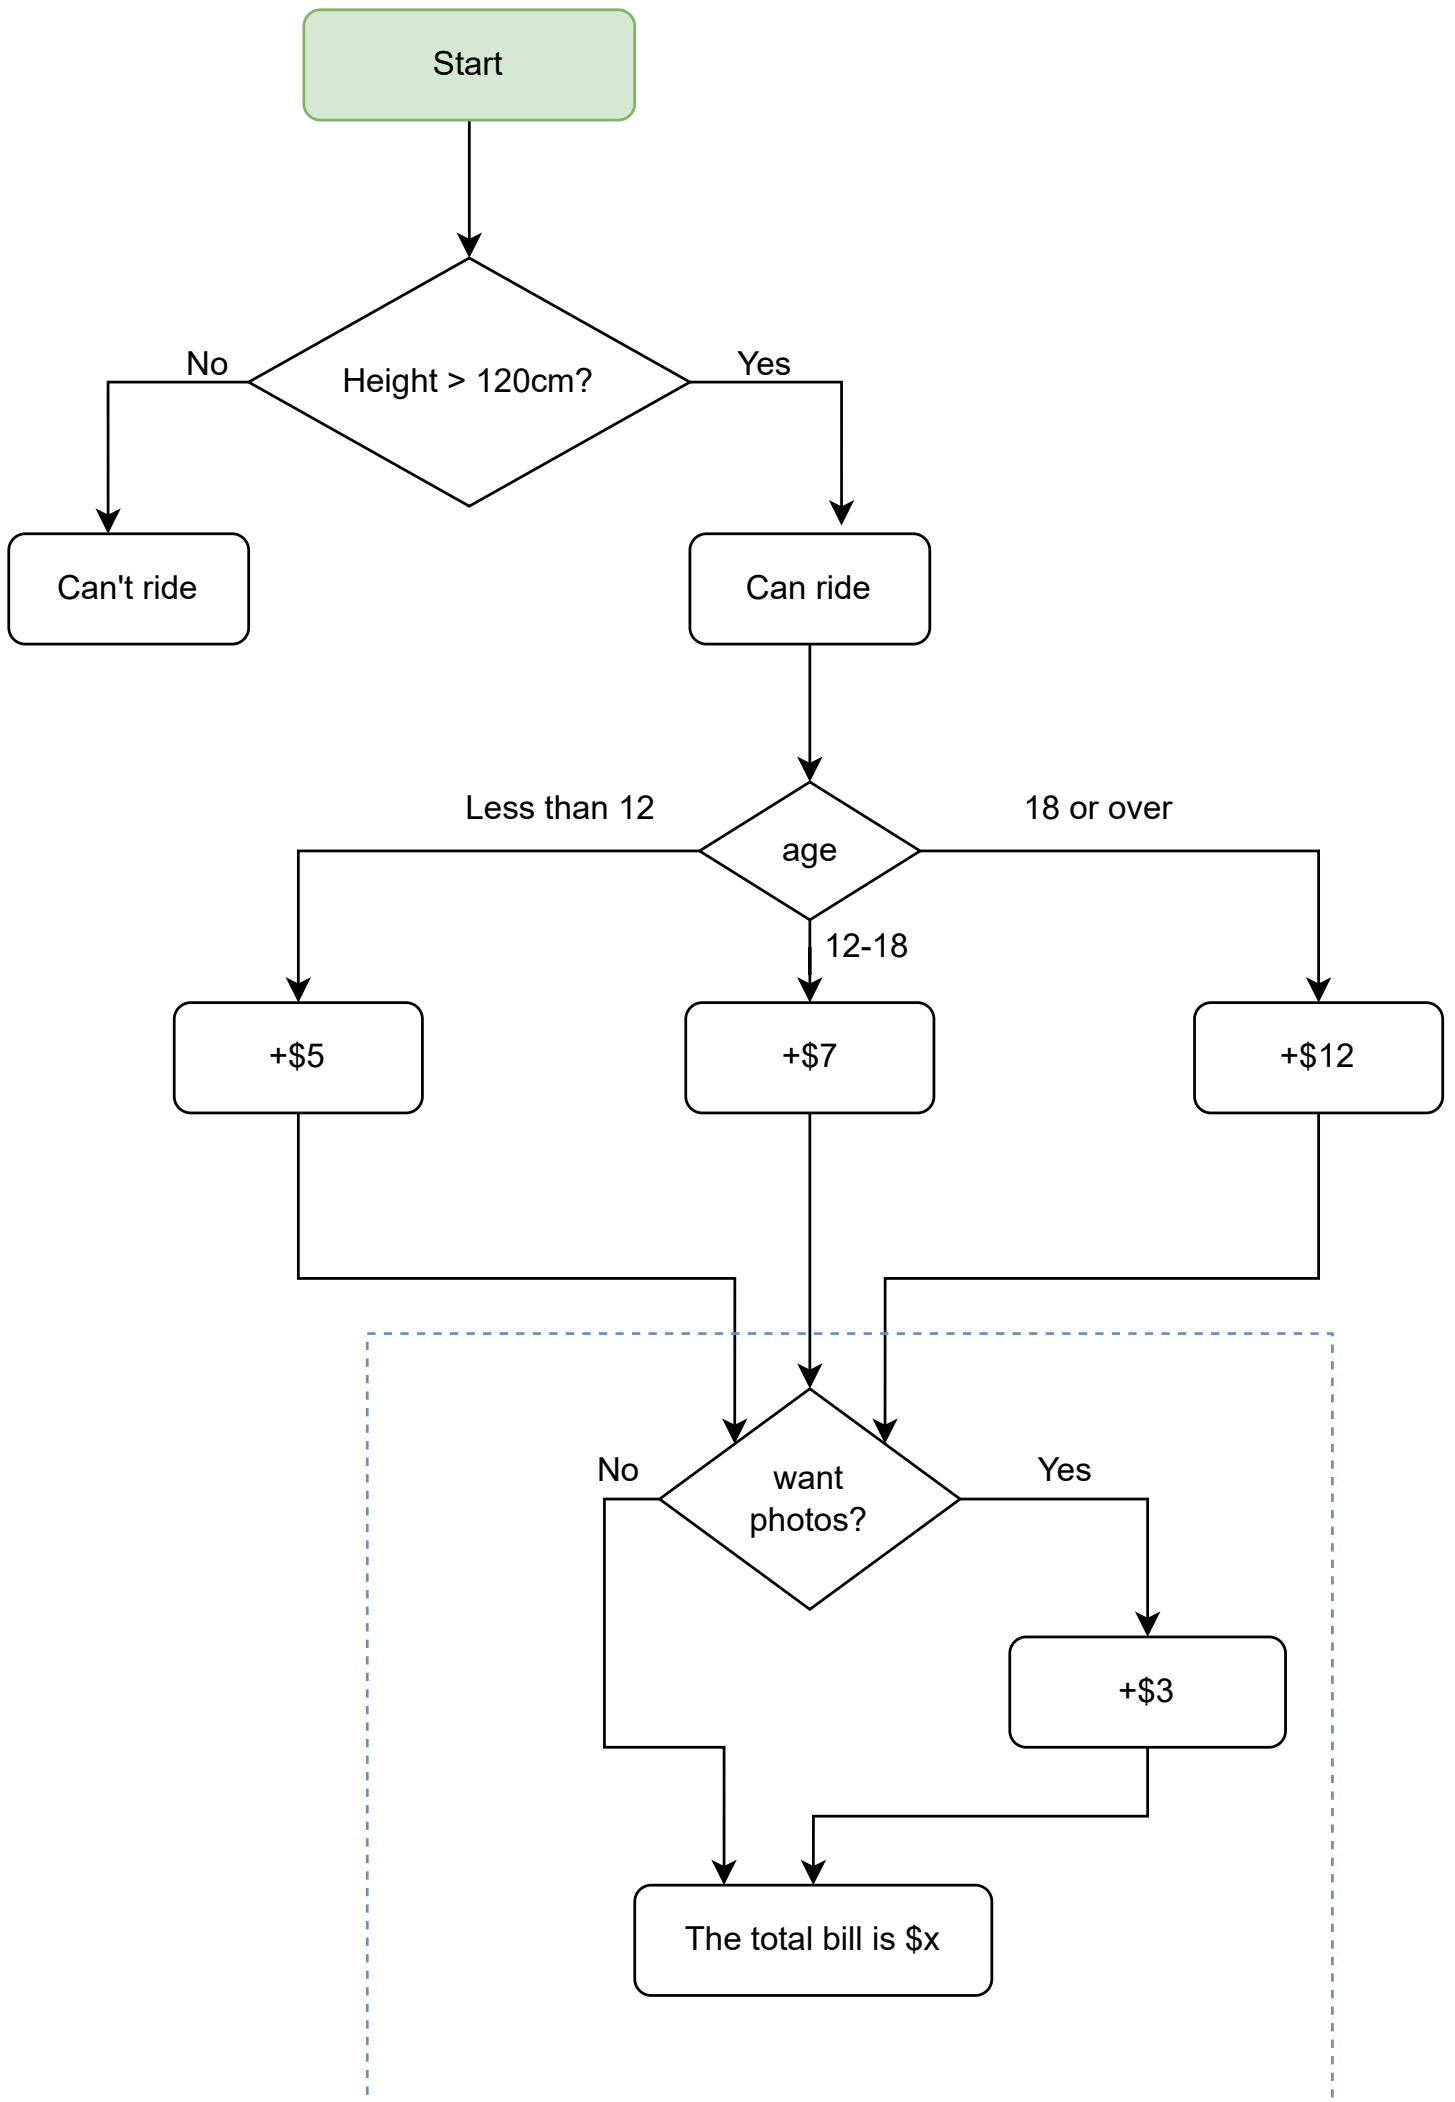 Start
Height > 120cm?
No
Yes
Can't ride
Can ride
Less than 12
age
18 or over
12-18
+$5
+$7
+$12
want
photos?
No
Yes
+$3
The total bill is $x